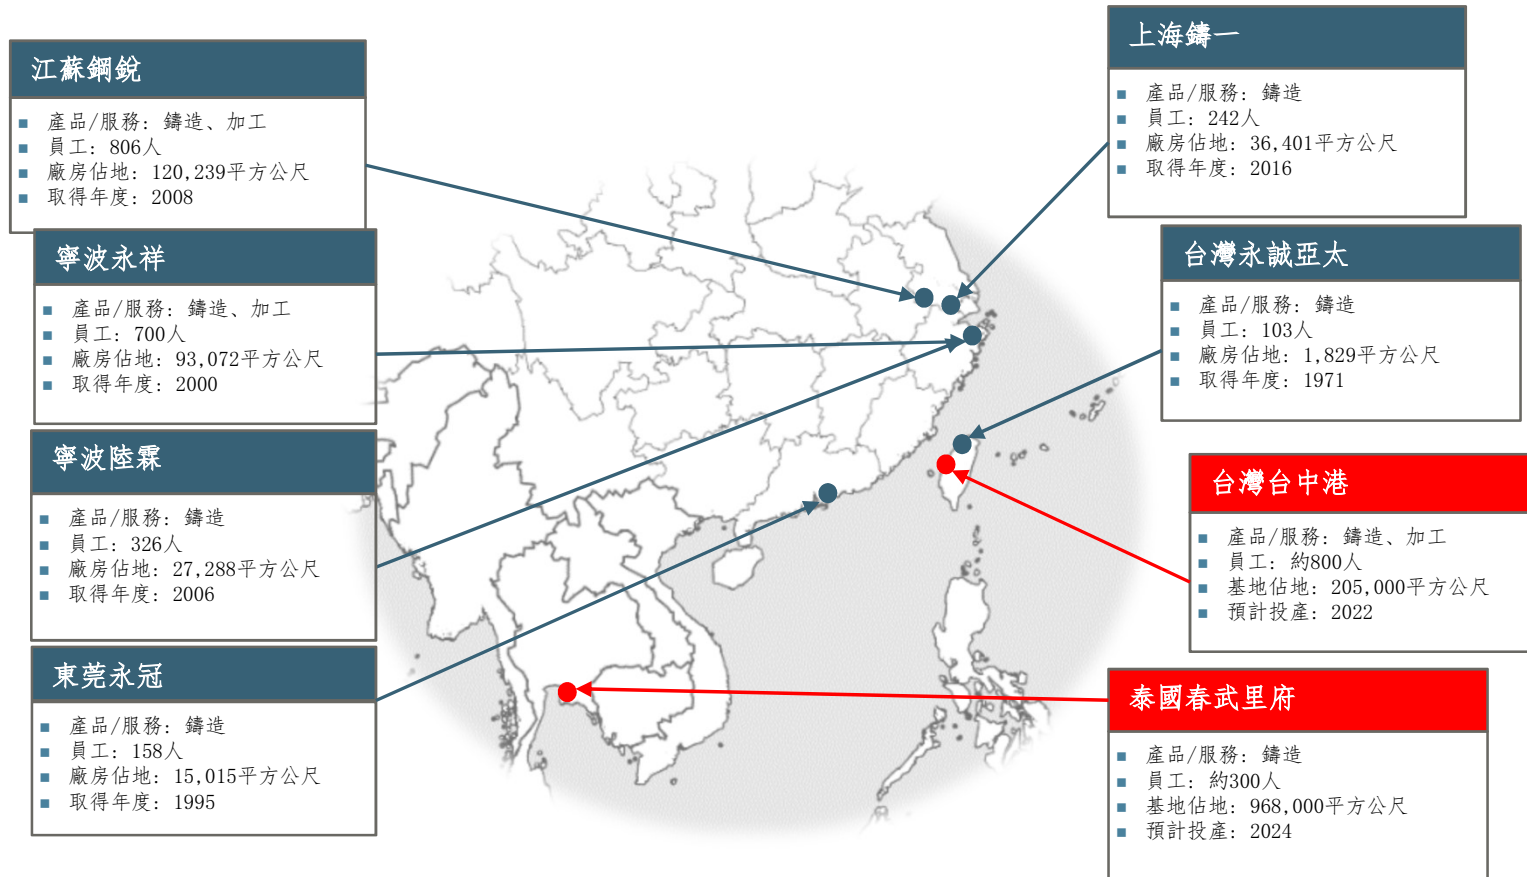 江蘇鋼銳
產品/服務: 鑄造、加工
員工: 806人
廠房佔地: 120,239平方公尺
取得年度: 2008
寧波永祥
產品/服務: 鑄造、加工
員工: 700人
廠房佔地: 93,072平方公尺
取得年度: 2000
寧波陸霖
產品/服務: 鑄造
員工: 326人
廠房佔地: 27,288平方公尺
取得年度: 2006
東莞永冠
產品/服務: 鑄造
員工: 158人
廠房佔地: 15,015平方公尺
取得年度: 1995
上海鑄一
產品/服務: 鑄造
員工: 242人
廠房佔地: 36,401平方公尺
取得年度: 2016
台灣永誠亞太
產品/服務: 鑄造
員工: 103人
廠房佔地: 1,829平方公尺
取得年度: 1971
台灣台中港
產品/服務: 鑄造、加工
員工: 約800人
基地佔地: 205,000平方公尺
預計投產: 2022
泰國春武里府
產品/服務: 鑄造
員工: 約300人
基地佔地: 968,000平方公尺
預計投產: 2024